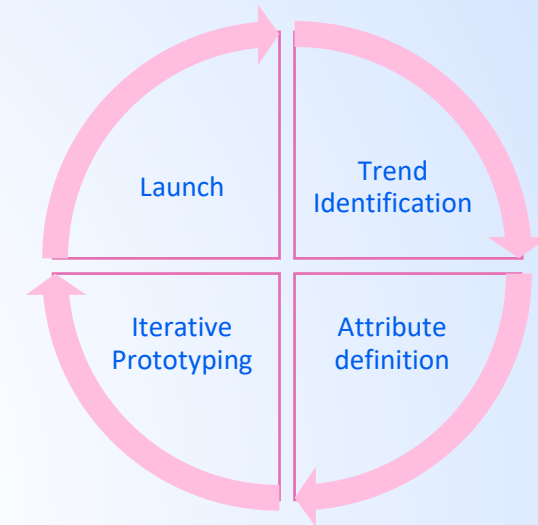 Launch
Trend
Identification
Iterative
Prototyping
Attribute
definition